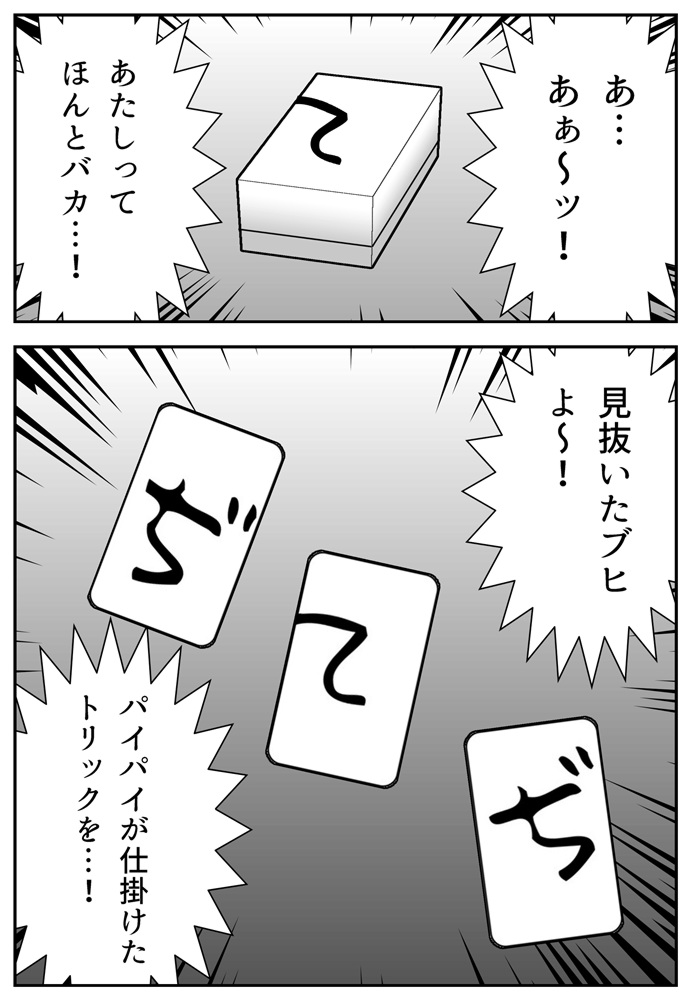 あ…
あぁ～ッ！
て
あたしって
ほんとバカ…！
見抜いたブヒ
よ～！
ぢ
て
ぢ
パイパイが仕掛けた
トリックを…！